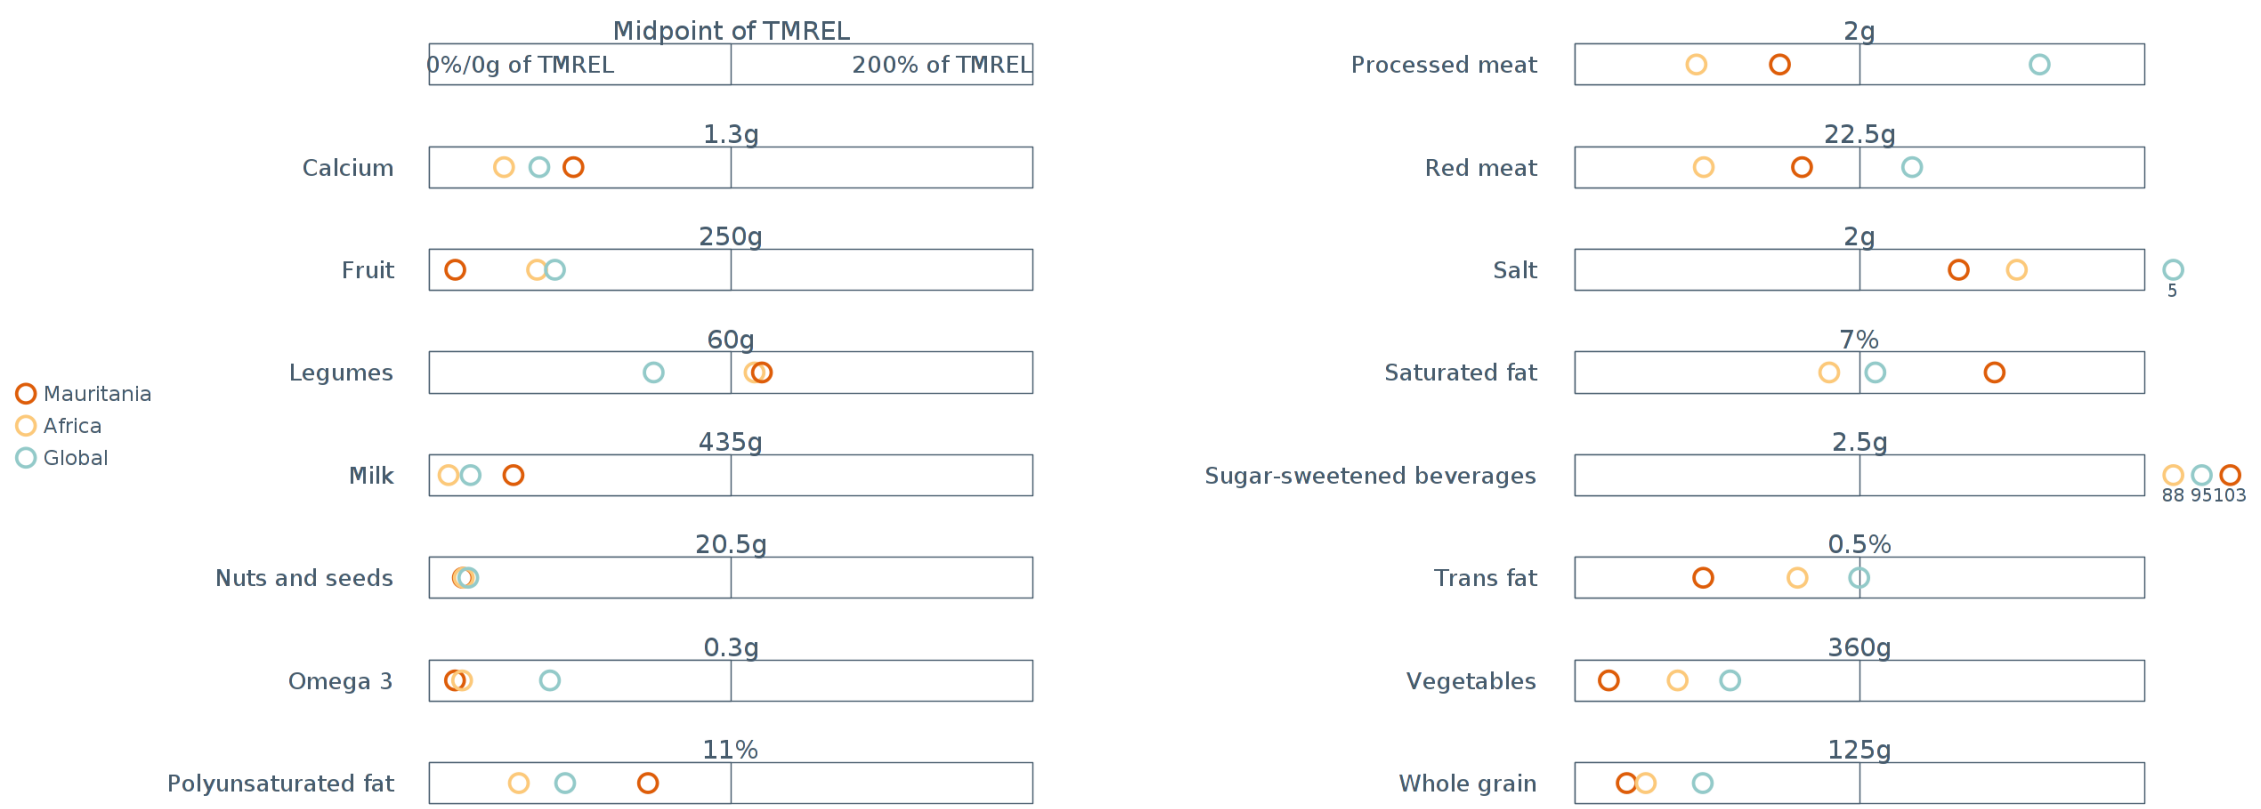 Midpoint of TMREL
0%/0g of TMREL
200% of TMREL
1.3g
Calcium
250g
Fruit
60g
Legumes
435g
Milk
20.5g
Nuts and seeds
0.3g
Omega 3
11%
Polyunsaturated fat
Mauritania
Africa
Global
2g
Processed meat
22.5g
Red meat
2g
Salt
5
7%
Saturated fat
2.5g
Sugar-sweetened beverages
88 95 103
0.5%
Trans fat
360g
Vegetables
125g
Whole grain